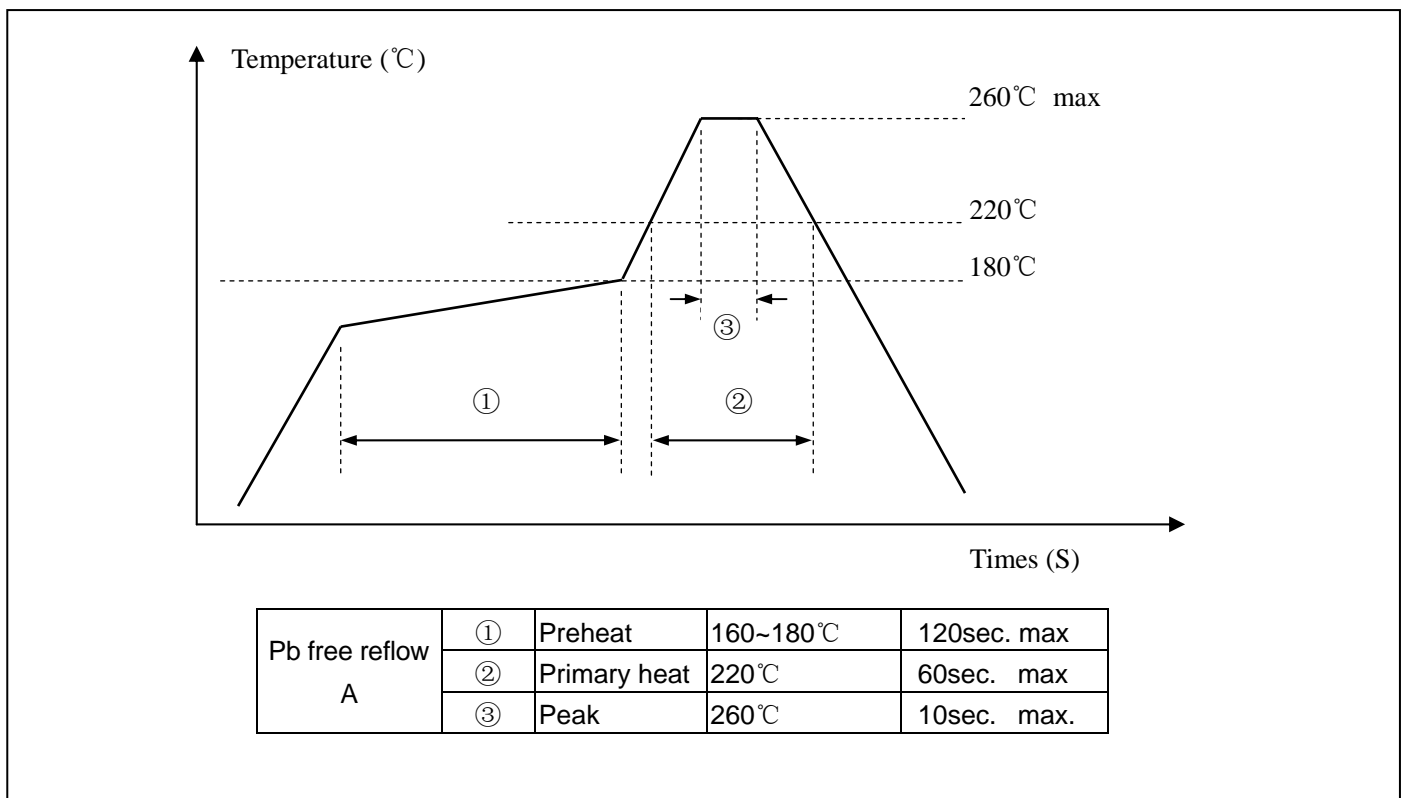 Temperature (℃)
260℃ max
220℃
180℃
③
① ②
Times (S)
Pb free reflow A
① Preheat 160~180℃ 120sec. max
② Primary heat 220℃ 60sec. max
③ Peak 260℃ 10sec. max.